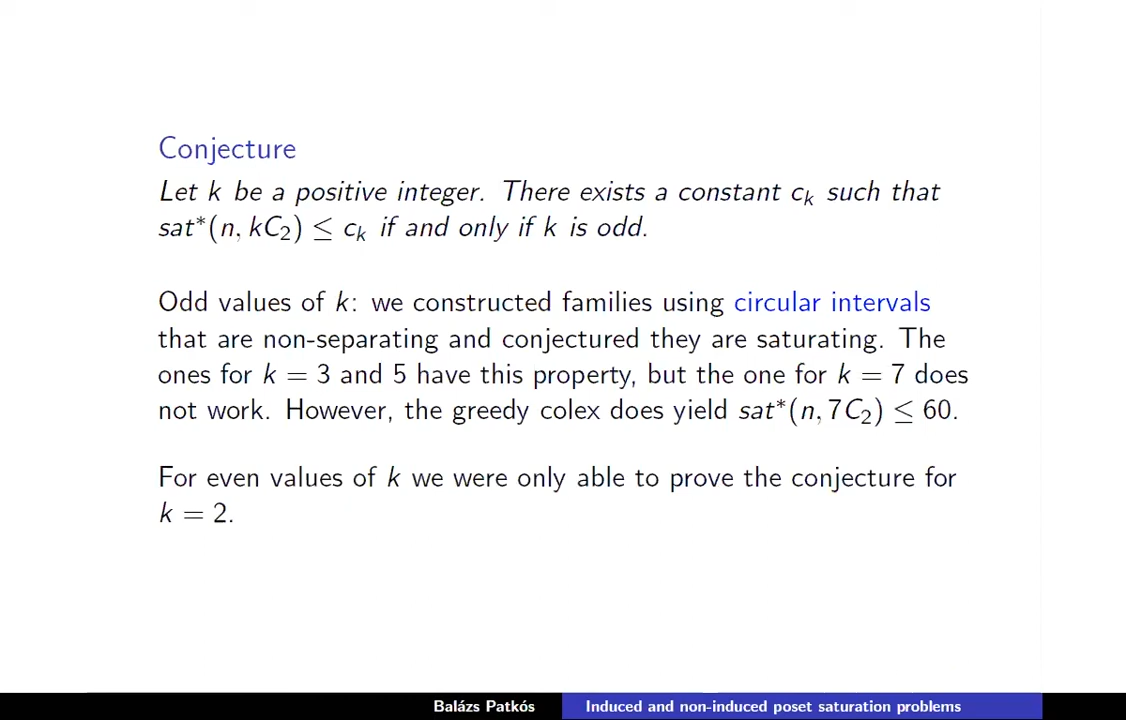 Conjecture
Let k be a positive integer. There exists a constant cₖ such that
sat*(n, kC₂) ≤ cₖ if and only if k is odd.
Odd values of k: we constructed families using circular intervals
that are non-separating and conjectured they are saturating. The
ones for k = 3 and 5 have this property, but the one for k = 7 does
not work. However, the greedy colex does yield sat*(n, 7C₂) ≤ 60.
For even values of k we were only able to prove the conjecture for
k = 2.
Balázs Patkós
Induced and non-induced poset saturation problems